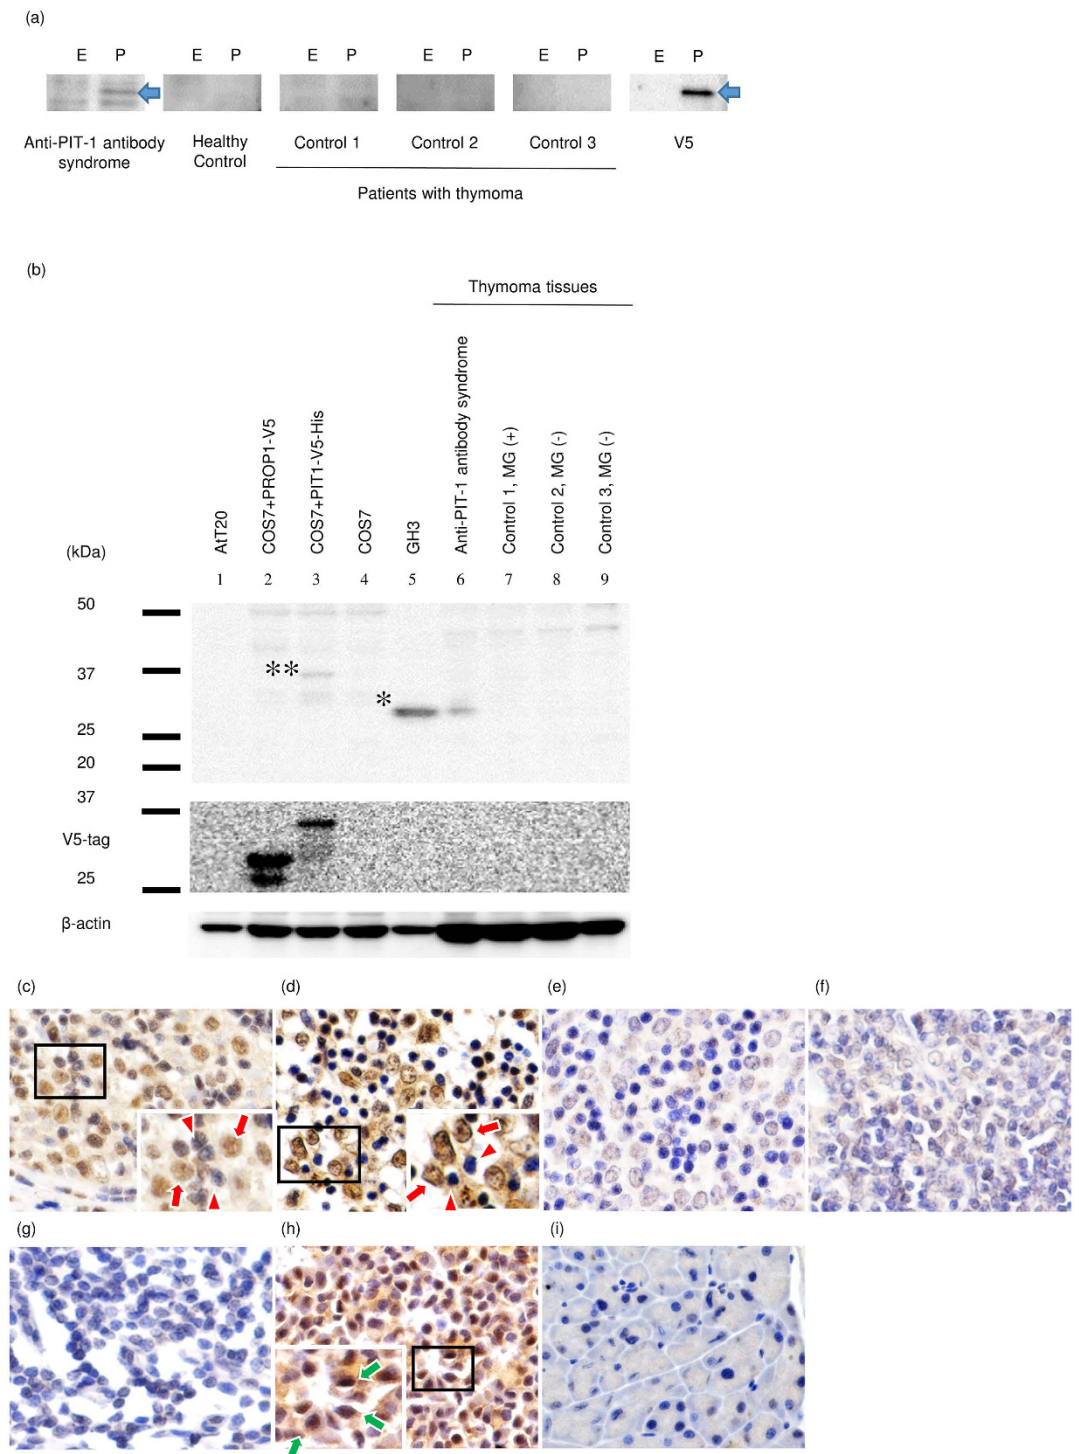 (a)
E P E P E P E P E P E P
Anti-PIT-1 antibody syndrome
Healthy Control
Control 1
Control 2
Control 3
V5
Patients with thymoma
(b)
Thymoma tissues
AtT20
COS7+PROP1-V5
COS7+PIT1-V5-His
COS7
GH3
Anti-PIT-1 antibody syndrome
Control 1, MG (+)
Control 2, MG (-)
Control 3, MG (-)
(kDa)
1 2 3 4 5 6 7 8 9
50
37
**
*
25
20
37
V5-tag
25
β-actin
(c) (d) (e) (f)
(g) (h) (i)